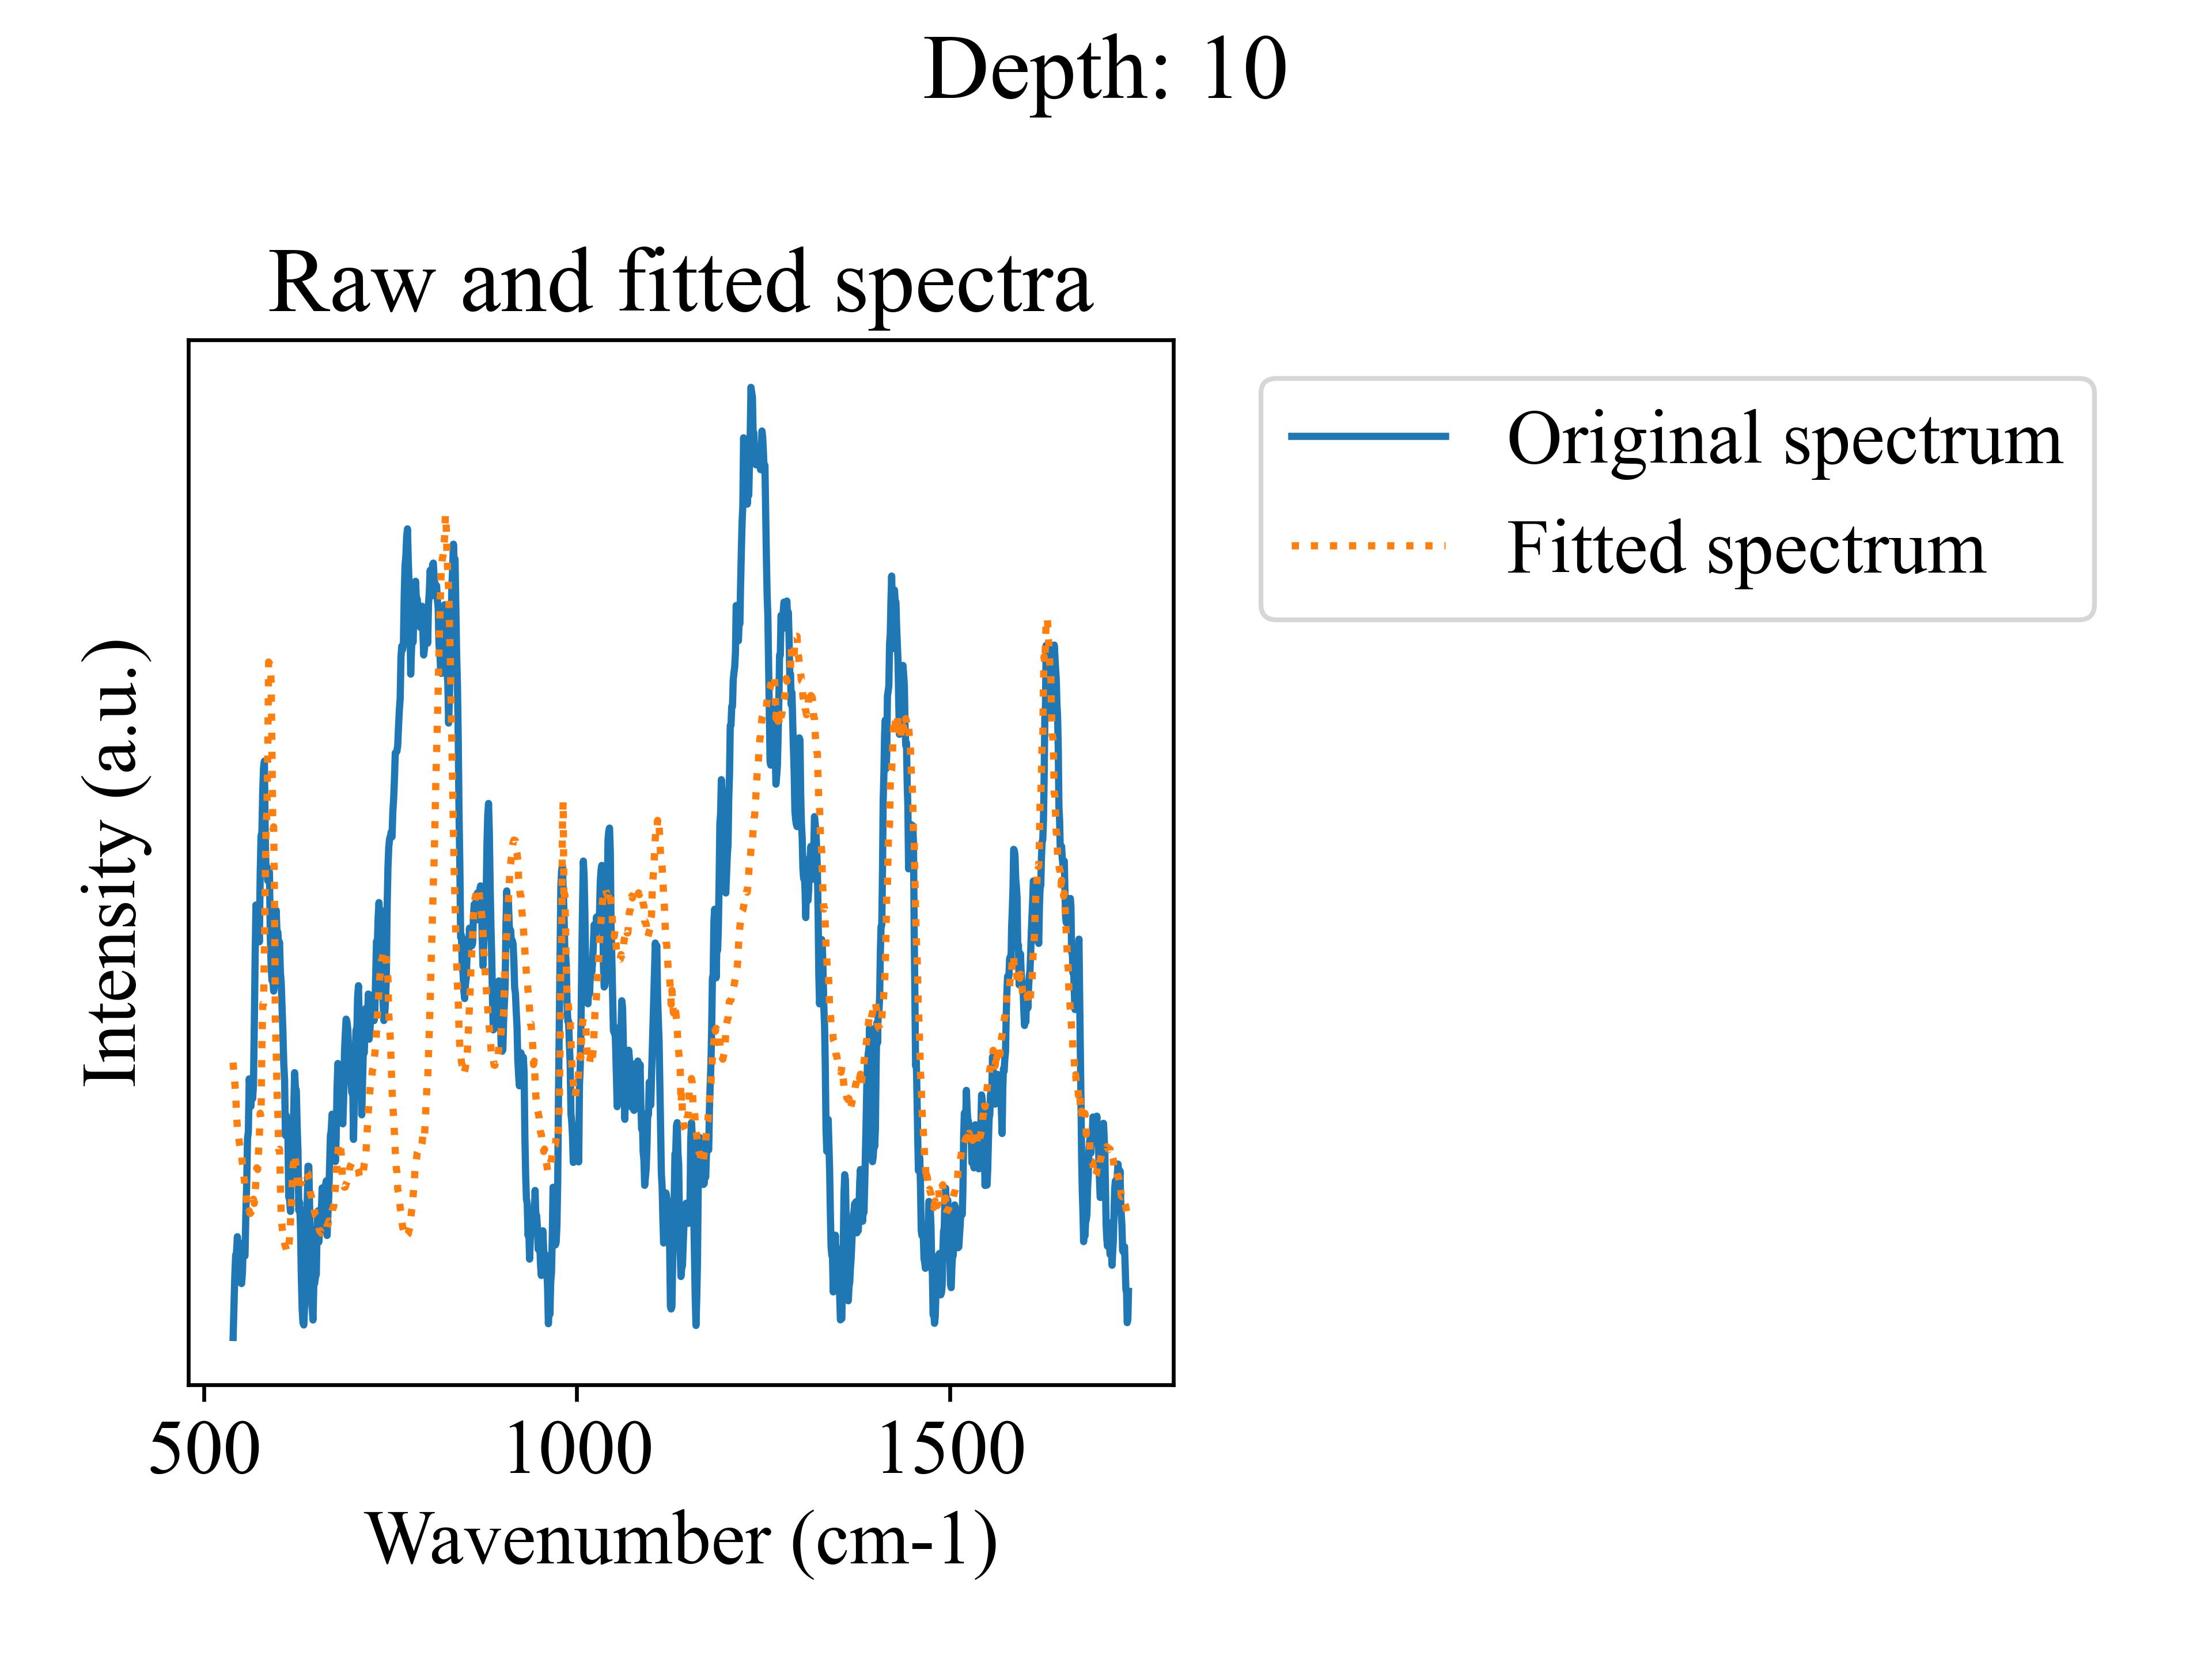 Depth: 10
Raw and fitted spectra
Original spectrum
Fitted spectrum
Intensity (a.u.)
500 1000 1500
Wavenumber (cm-1)